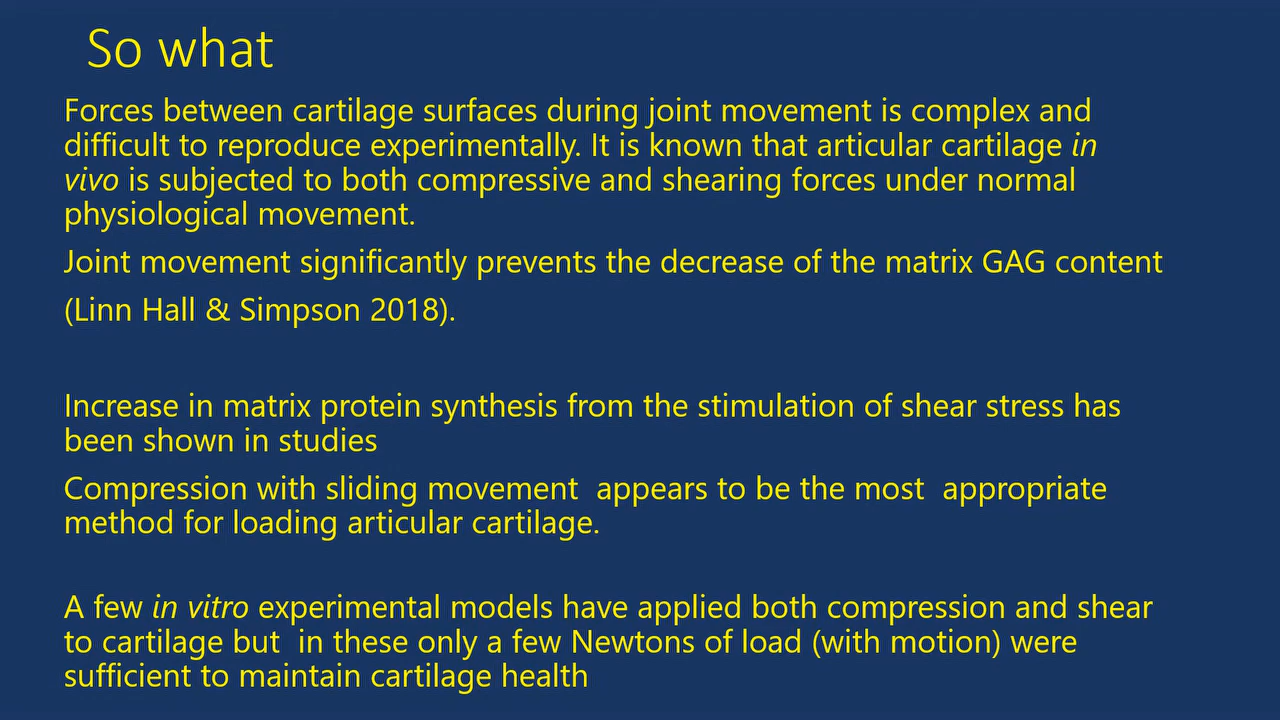 So what
Forces between cartilage surfaces during joint movement is complex and
difficult to reproduce experimentally. It is known that articular cartilage in
vivo is subjected to both compressive and shearing forces under normal
physiological movement.
Joint movement significantly prevents the decrease of the matrix GAG content
(Linn Hall & Simpson 2018).
Increase in matrix protein synthesis from the stimulation of shear stress has
been shown in studies
Compression with sliding movement  appears to be the most  appropriate
method for loading articular cartilage.
A few in vitro experimental models have applied both compression and shear
to cartilage but  in these only a few Newtons of load (with motion) were
sufficient to maintain cartilage health